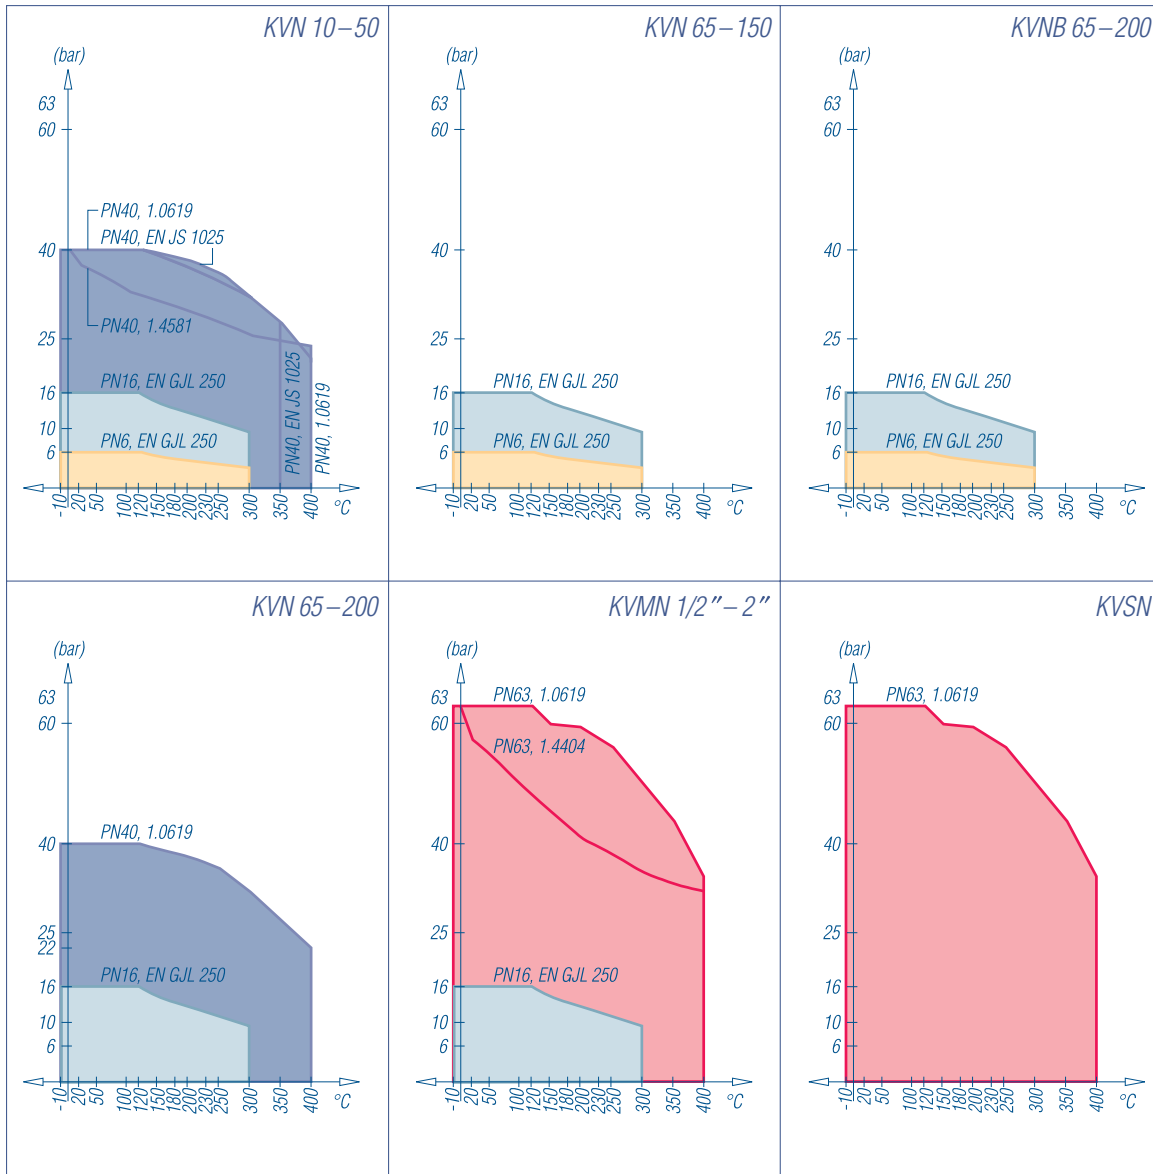 KVN 10–50
(bar)
63
60
PN40, 1.0619
PN40, EN JS 1025
40
PN40, 1.4581
25
PN16, EN GJL 250
16
10
PN6, EN GJL 250
6
PN40, EN JS 1025
PN40, 1.0619
-10 20 50 100 120 150 180 200 230 250 300 350 400 °C
KVN 65–150
(bar)
63
60
40
25
PN16, EN GJL 250
16
10
PN6, EN GJL 250
6
-10 20 50 100 120 150 180 200 230 250 300 350 400 °C
KVNB 65–200
(bar)
63
60
40
25
PN16, EN GJL 250
16
10
PN6, EN GJL 250
6
-10 20 50 100 120 150 180 200 230 250 300 350 400 °C
KVN 65–200
(bar)
63
60
PN40, 1.0619
40
25
22
PN16, EN GJL 250
16
10
6
-10 20 50 100 120 150 180 200 230 250 300 400 °C
KVMN 1/2″–2″
(bar)
PN63, 1.0619
63
60
PN63, 1.4404
40
25
PN16, EN GJL 250
16
10
6
-10 20 50 100 120 150 180 200 230 250 300 350 400 °C
KVSN
(bar)
PN63, 1.0619
63
60
40
25
16
10
6
-10 20 50 100 120 150 180 200 230 250 300 350 400 °C